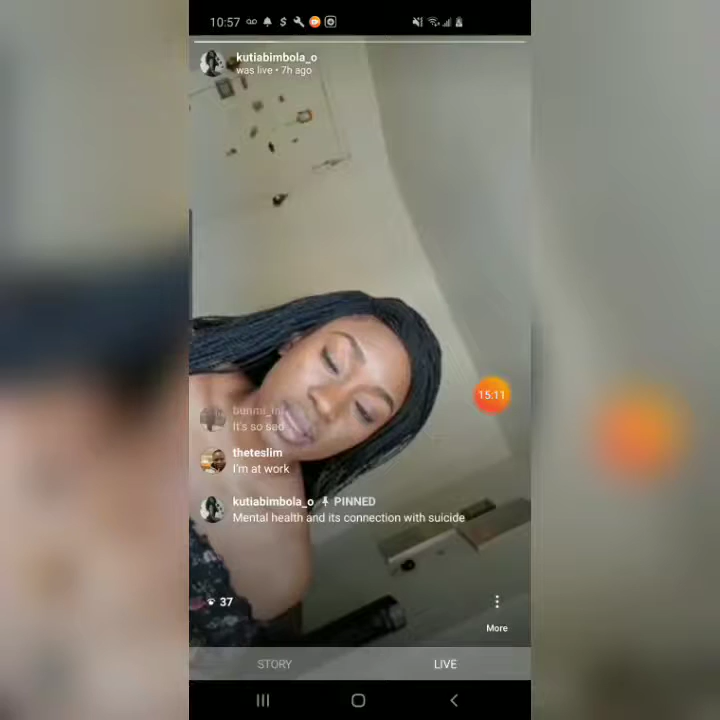 10:57
kutiabimbola_o
was live • 7h ago
15:11
It's so sad
theteslim
I'm at work
kutiabimbola_o PINNED
Mental health and its connection with suicide
37
More
STORY LIVE